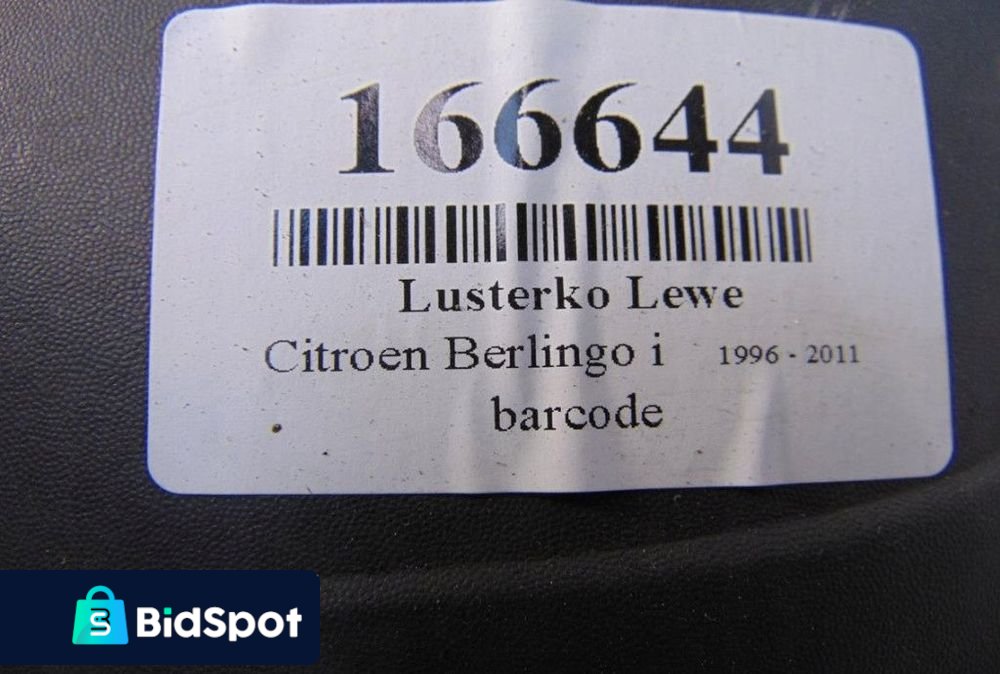 166644
Lusterko Lewe
Citroen Berlingo i 1996 - 2011
barcode
BidSpot